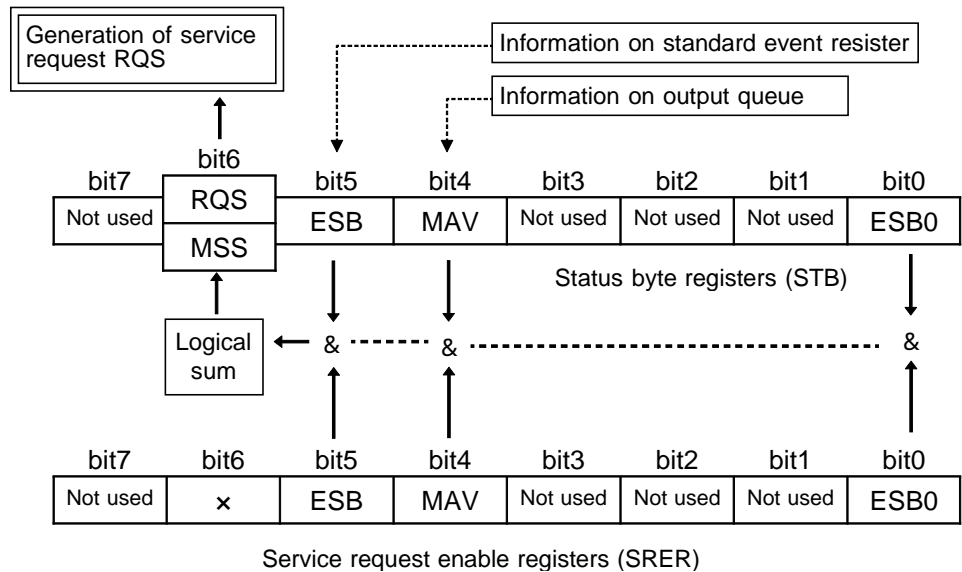 Generation of service
request RQS
Information on standard event resister
Information on output queue
bit7 bit6 bit5 bit4 bit3 bit2 bit1 bit0
Not used RQS ESB MAV Not used Not used Not used ESB0
MSS
Status byte registers (STB)
Logical
sum
& & &
bit7 bit6 bit5 bit4 bit3 bit2 bit1 bit0
Not used × ESB MAV Not used Not used Not used ESB0
Service request enable registers (SRER)